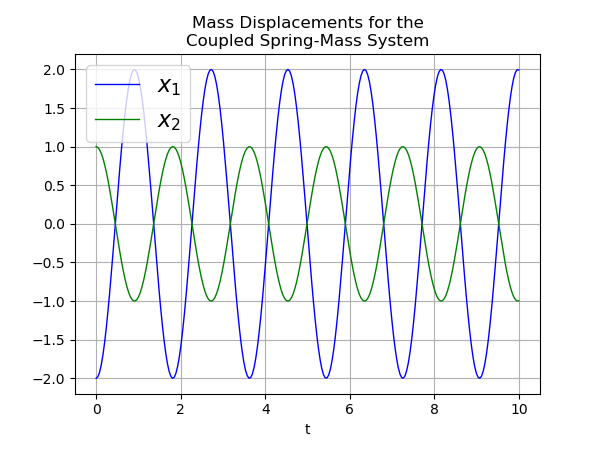 Mass Displacements for the
Coupled Spring-Mass System
x₁
x₂
2.0
1.5
1.0
0.5
0.0
−0.5
−1.0
−1.5
−2.0
0 2 4 6 8 10
t